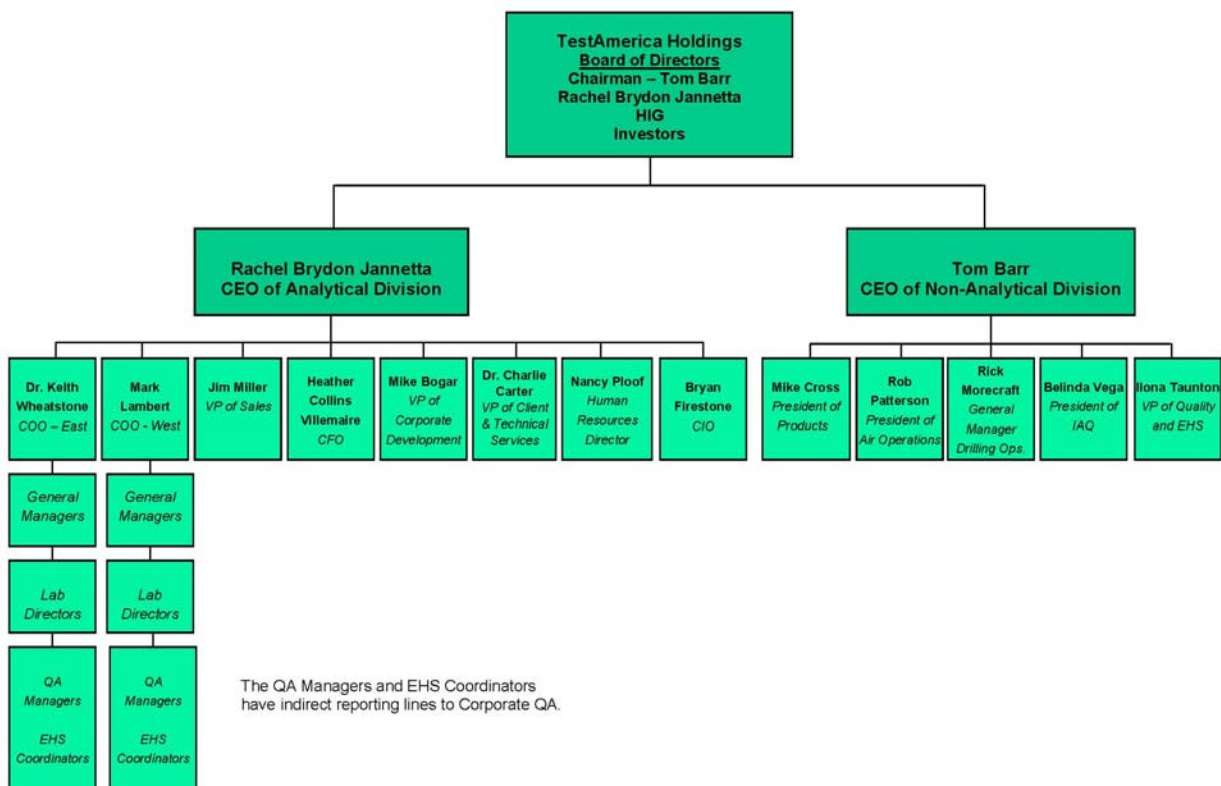 TestAmerica Holdings
Board of Directors
Chairman – Tom Barr
Rachel Brydon Jannetta
HIG
Investors
Rachel Brydon Jannetta
CEO of Analytical Division
Tom Barr
CEO of Non-Analytical Division
Dr. Keith
Wheatstone
COO – East
Mark
Lambert
COO - West
Jim Miller
VP of Sales
Heather
Collins
Villemaire
CFO
Mike Bogar
VP of
Corporate
Development
Dr. Charlie
Carter
VP of Client
& Technical
Services
Nancy Ploof
Human
Resources
Director
Bryan
Firestone
CIO
Mike Cross
President of
Products
Rob
Patterson
President of
Air Operations
Rick
Morecraft
General
Manager
Drilling Ops.
Belinda Vega
President of
IAQ
Ilona Taunton
VP of Quality
and EHS
General
Managers
General
Managers
Lab
Directors
Lab
Directors
QA
Managers
EHS
Coordinators
QA
Managers
EHS
Coordinators
The QA Managers and EHS Coordinators
have indirect reporting lines to Corporate QA.